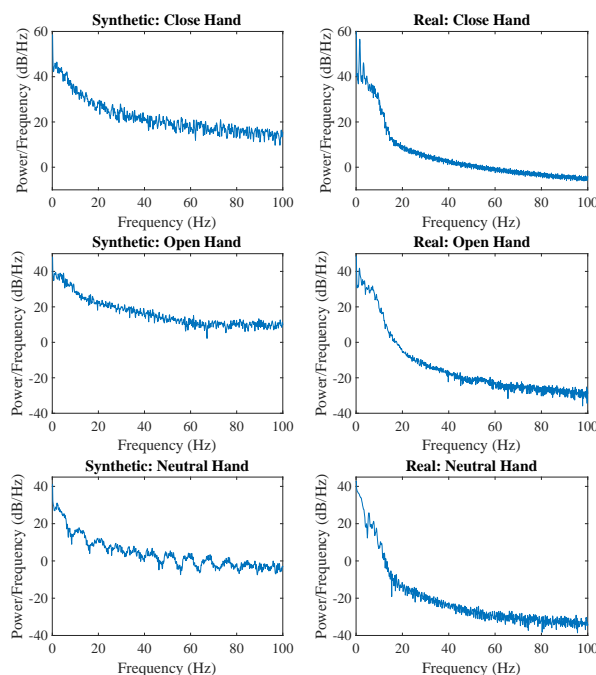 Synthetic: Close Hand
Real: Close Hand
Power/Frequency (dB/Hz)
60
40
20
0
0 20 40 60 80 100
Frequency (Hz)
Power/Frequency (dB/Hz)
60
40
20
0
0 20 40 60 80 100
Frequency (Hz)
Synthetic: Open Hand
Real: Open Hand
Power/Frequency (dB/Hz)
40
20
0
-20
-40
0 20 40 60 80 100
Frequency (Hz)
Power/Frequency (dB/Hz)
40
20
0
-20
-40
0 20 40 60 80 100
Frequency (Hz)
Synthetic: Neutral Hand
Real: Neutral Hand
Power/Frequency (dB/Hz)
40
20
0
-20
-40
0 20 40 60 80 100
Frequency (Hz)
Power/Frequency (dB/Hz)
40
20
0
-20
-40
0 20 40 60 80 100
Frequency (Hz)